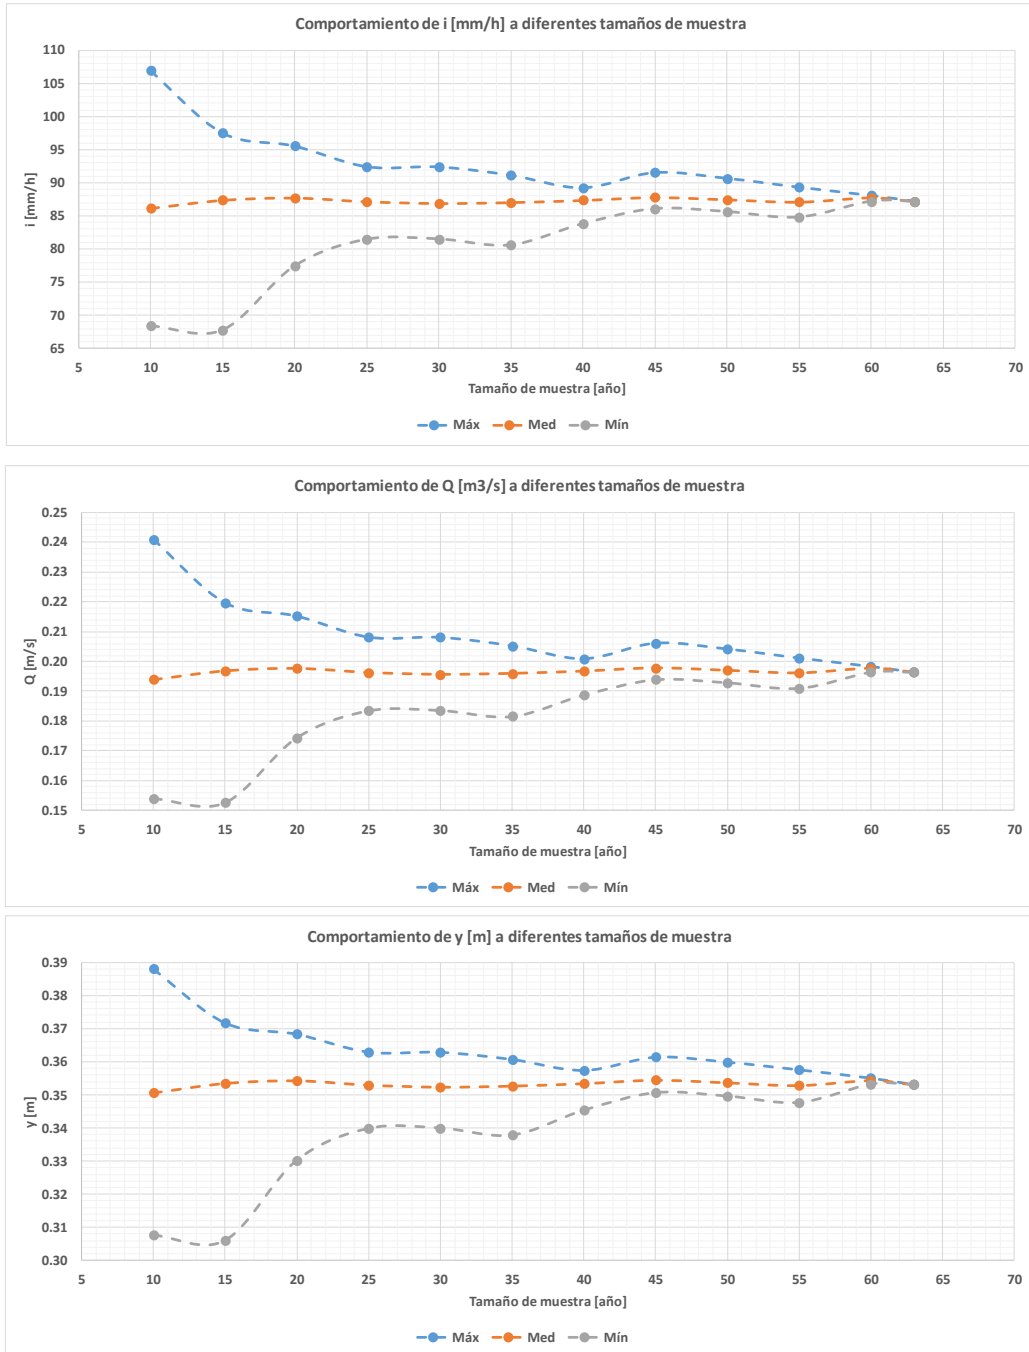 Comportamiento de i [mm/h] a diferentes tamaños de muestra
110
105
100
95
90
85
80
75
70
65
i [mm/h]
5 10 15 20 25 30 35 40 45 50 55 60 65 70
Tamaño de muestra [año]
Máx Med Mín
Comportamiento de Q [m3/s] a diferentes tamaños de muestra
0.25
0.24
0.23
0.22
0.21
0.20
0.19
0.18
0.17
0.16
0.15
Q [m/s]
5 10 15 20 25 30 35 40 45 50 55 60 65 70
Tamaño de muestra [año]
Máx Med Mín
Comportamiento de y [m] a diferentes tamaños de muestra
0.39
0.38
0.37
0.36
0.35
0.34
0.33
0.32
0.31
0.30
y [m]
5 10 15 20 25 30 35 40 45 50 55 60 65 70
Tamaño de muestra [año]
Máx Med Mín